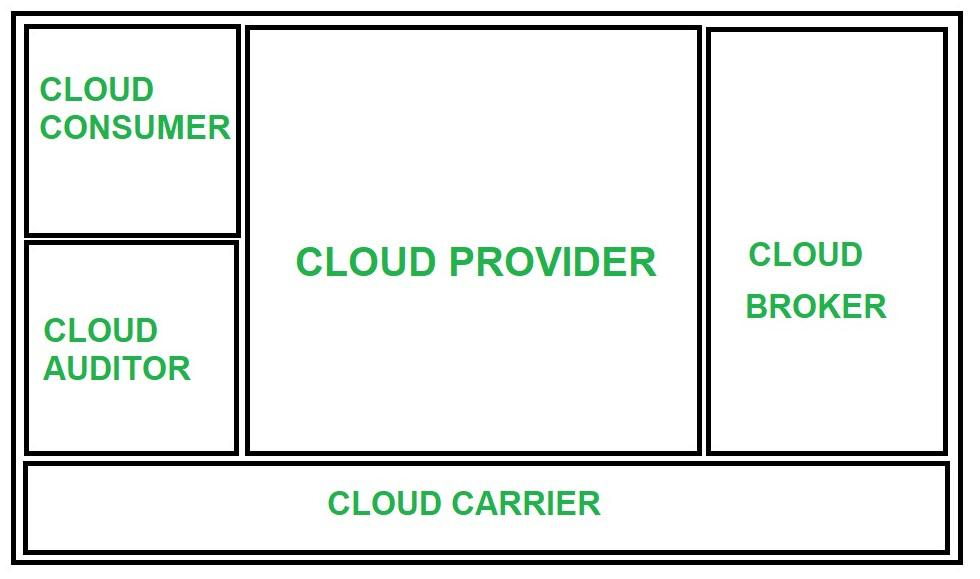 CLOUD
CONSUMER
CLOUD
AUDITOR
CLOUD PROVIDER
CLOUD
BROKER
CLOUD CARRIER